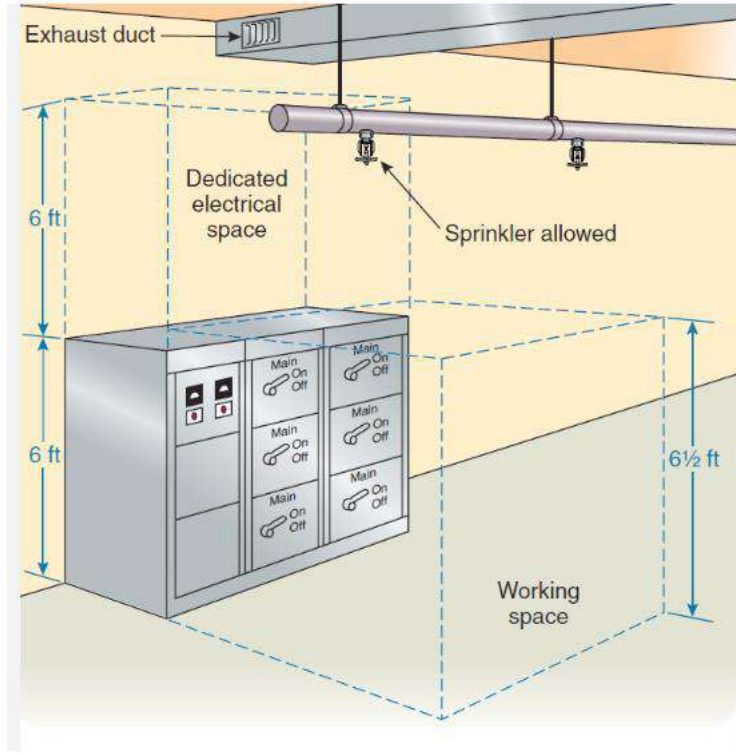 Exhaust duct
Dedicated
electrical
space
Sprinkler allowed
6 ft
Main
On
Off
Main
On
Off
Main
On
Off
Main
On
Off
6 ft
6½ ft
Main
On
Off
Main
On
Off
Working
space